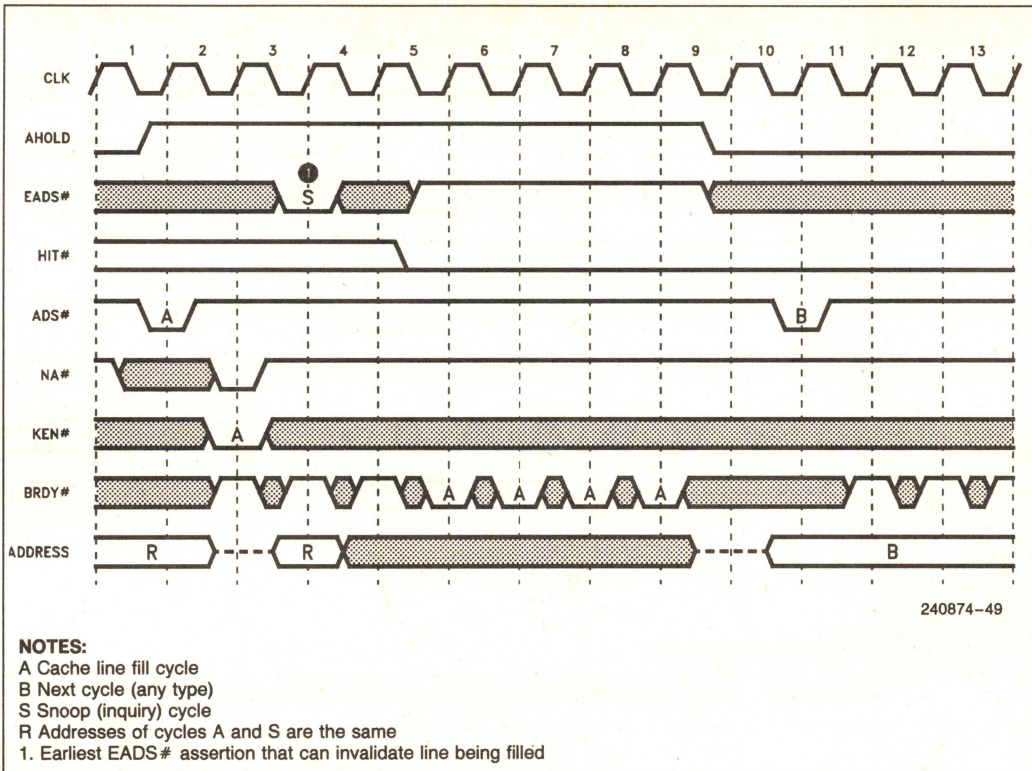 1 2 3 4 5 6 7 8 9 10 11 12 13
CLK
AHOLD
1
EADS# S
HIT#
ADS# A B
NA#
KEN# A
BRDY# A A A A
ADDRESS R R B
240874-49
NOTES:
A Cache line fill cycle
B Next cycle (any type)
S Snoop (inquiry) cycle
R Addresses of cycles A and S are the same
1. Earliest EADS# assertion that can invalidate line being filled